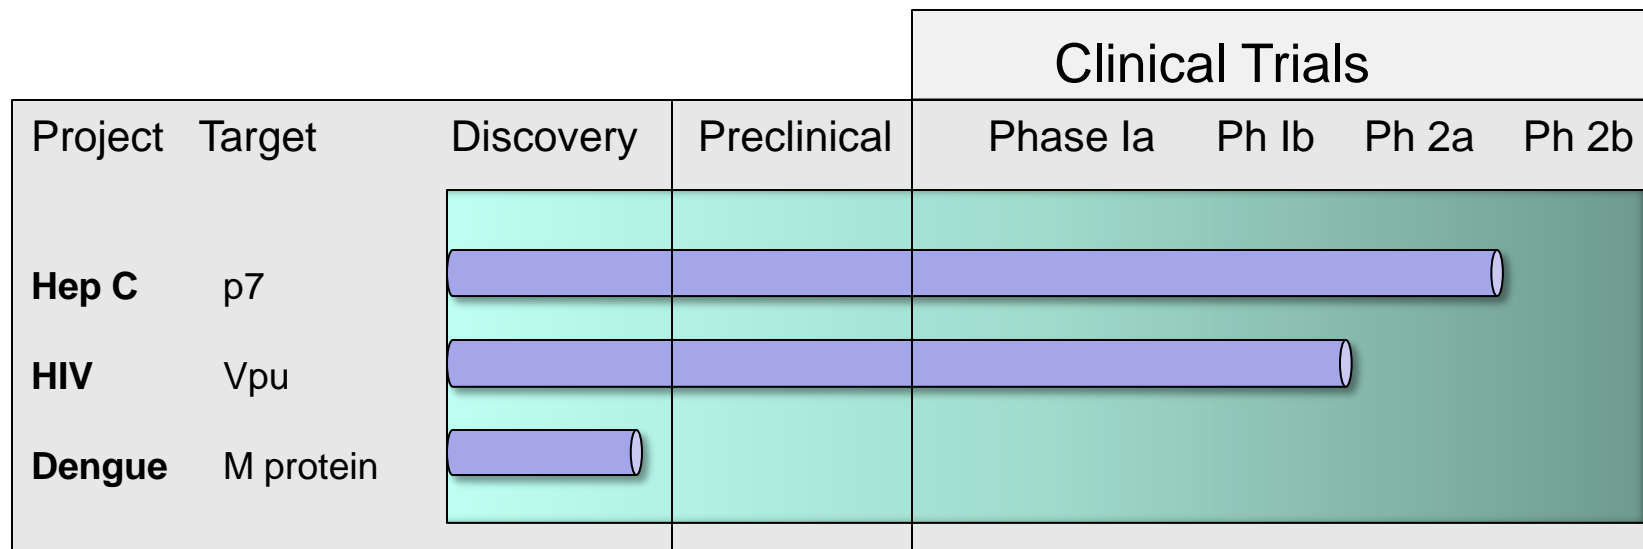 Clinical Trials
Project Target Discovery Preclinical Phase Ia Ph Ib Ph 2a Ph 2b
Hep C p7
HIV Vpu
Dengue M protein